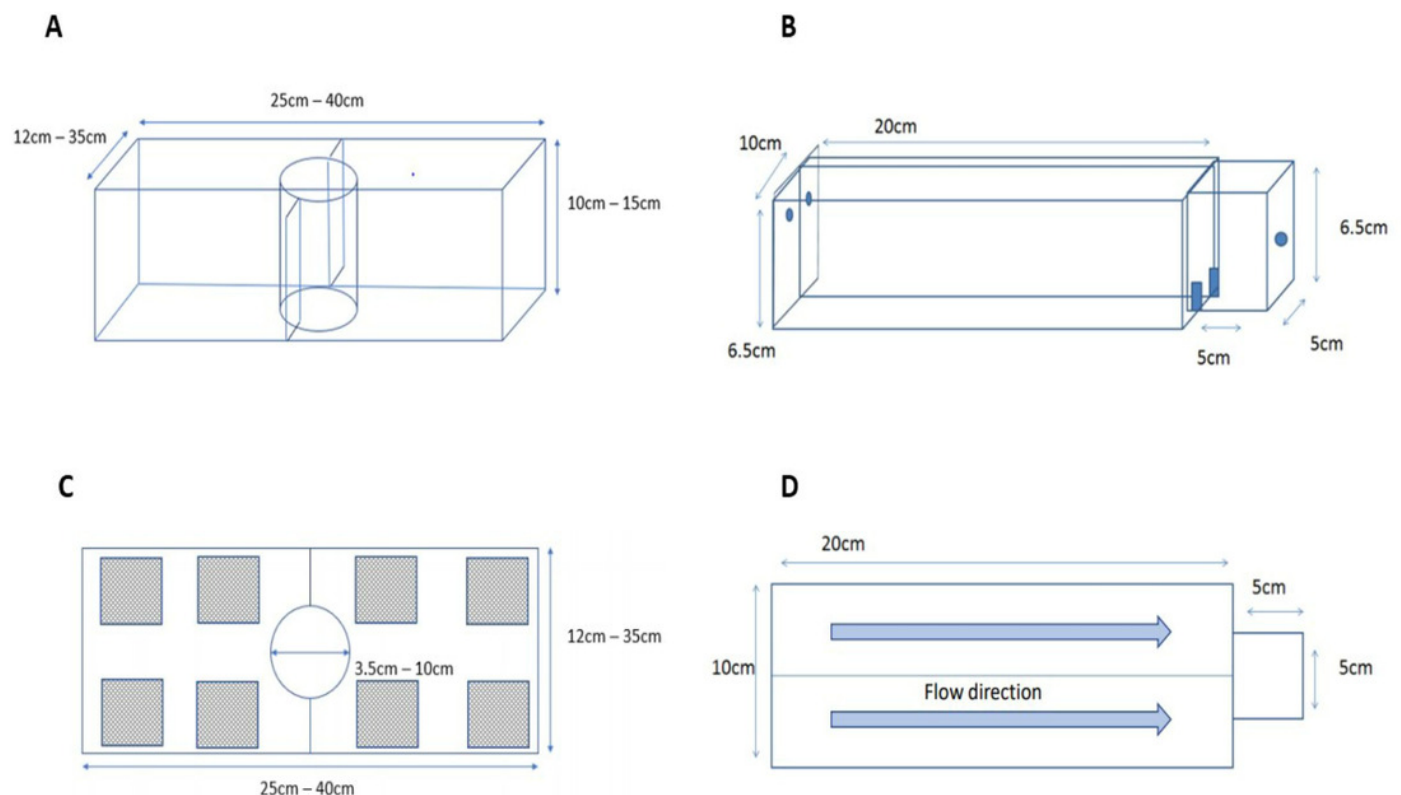 A
25cm – 40cm
12cm – 35cm
10cm – 15cm
B
20cm
10cm
6.5cm
6.5cm
5cm
5cm
C
12cm – 35cm
3.5cm – 10cm
25cm – 40cm
D
20cm
5cm
10cm
5cm
Flow direction